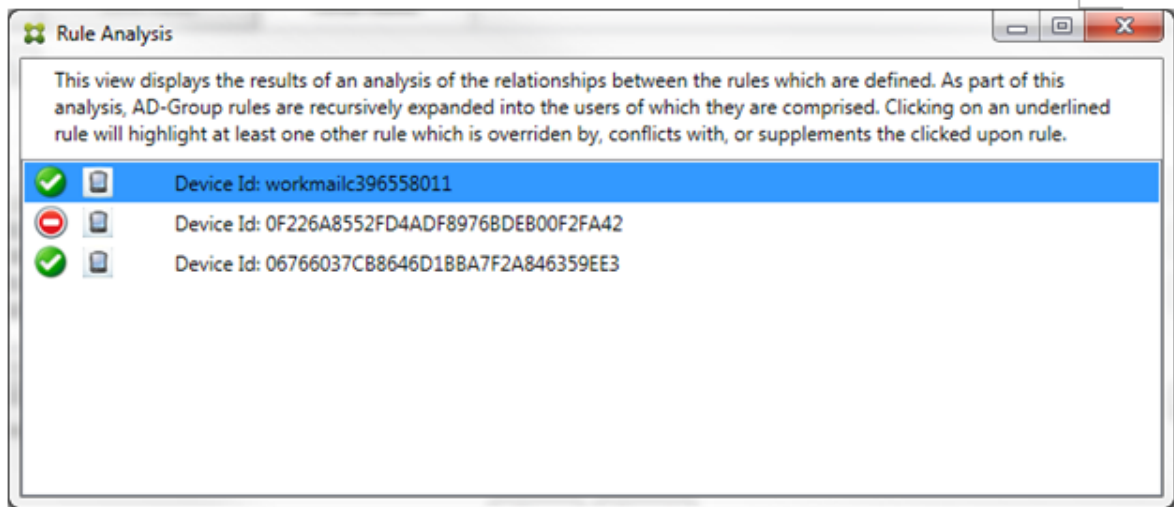 Rule Analysis
This view displays the results of an analysis of the relationships between the rules which are defined. As part of this
analysis, AD-Group rules are recursively expanded into the users of which they are comprised. Clicking on an underlined
rule will highlight at least one other rule which is overriden by, conflicts with, or supplements the clicked upon rule.
Device Id: workmailc396558011
Device Id: 0F226A8552FD4ADF8976BDEB00F2FA42
Device Id: 06766037CB8646D1BBA7F2A846359EE3